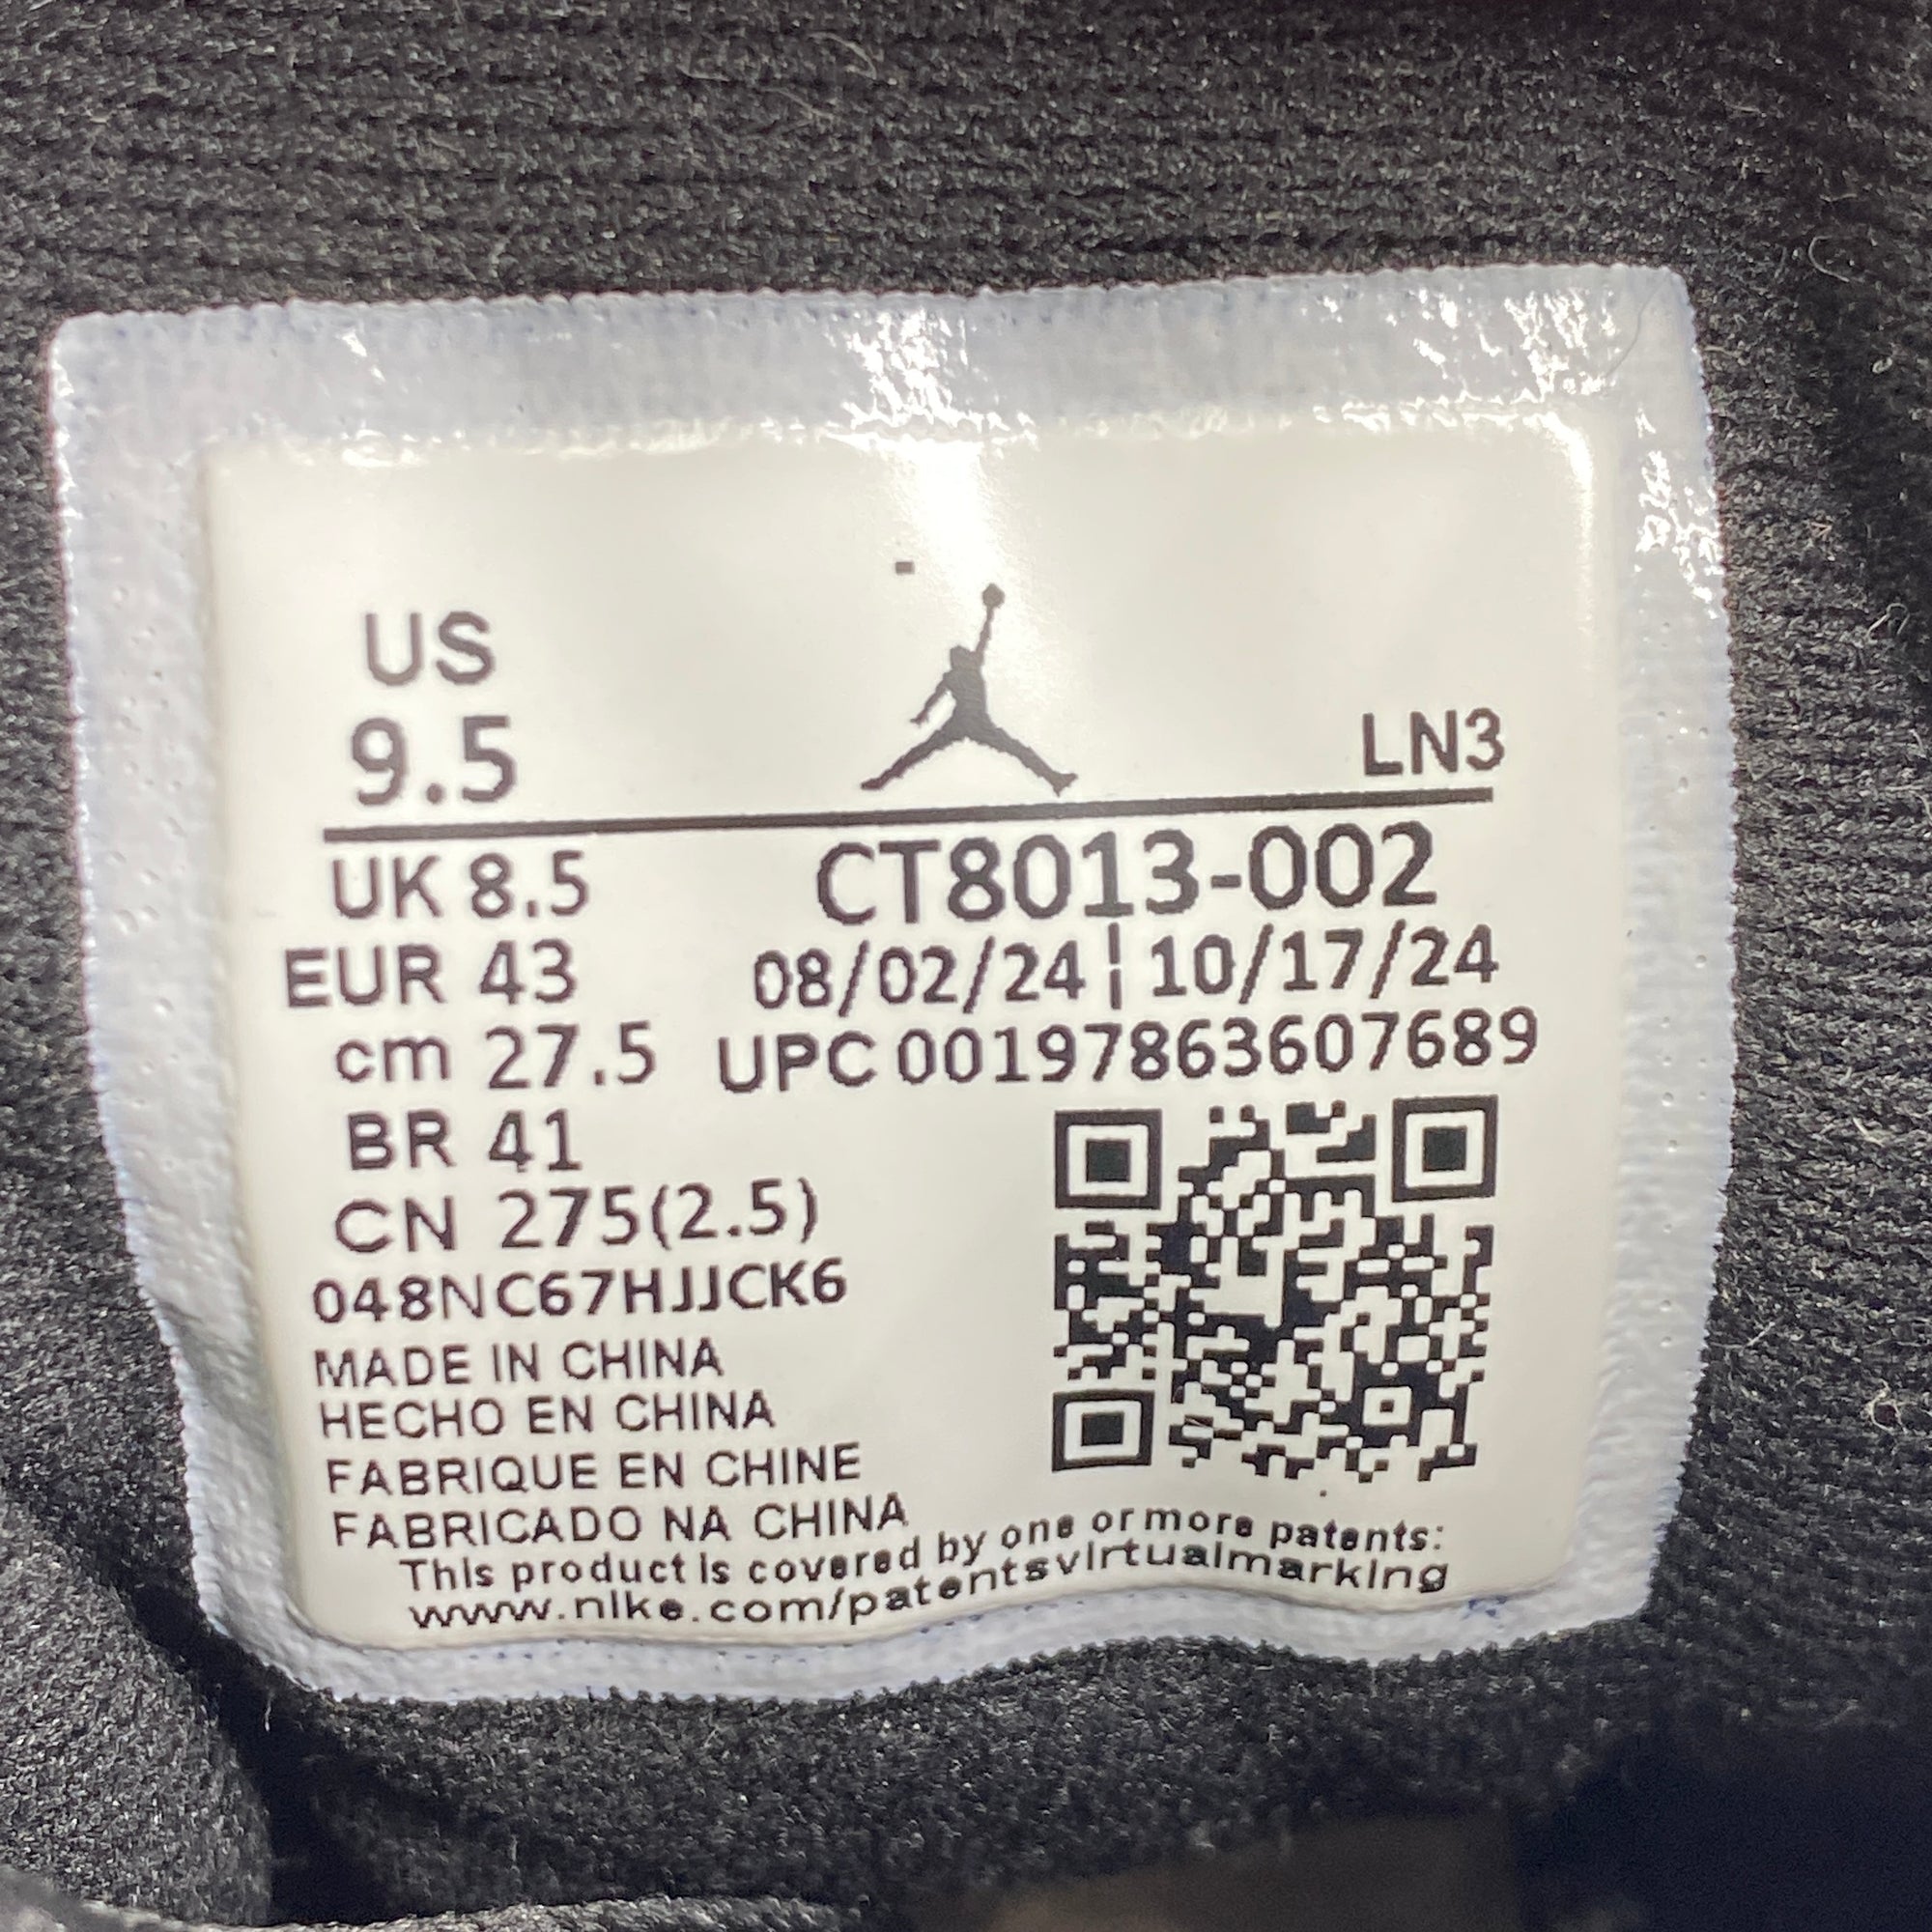 US
9.5
LN3
UK 8.5
CT8013-002
EUR 43
08/02/24 ¦ 10/17/24
cm 27.5
UPC 00197863607689
BR 41
CN 275(2.5)
048NC67HJJCK6
MADE IN CHINA
HECHO EN CHINA
FABRIQUE EN CHINE
FABRICADO NA CHINA
This product is covered by one or more patents:
www.nike.com/patentsvirtualmarking